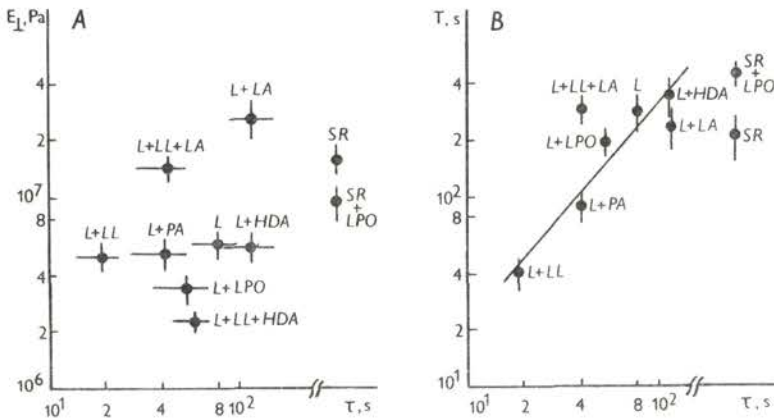 E⊥, Pa
A
4
2
10⁷
8
6
4
2
10⁶
L+LA
SR
L+LL+LA
SR
+
LPO
L+LL
L+PA
L
L+HDA
L+LPO
L+LL+HDA
10¹ 2 4 8 10² τ, s
T, s
B
4
2
10²
8
4
2
10¹
SR
+
LPO
L+LL+LA
L
L+HDA
L+LPO
L+LA
SR
L+PA
L+LL
10¹ 2 4 8 10² τ, s